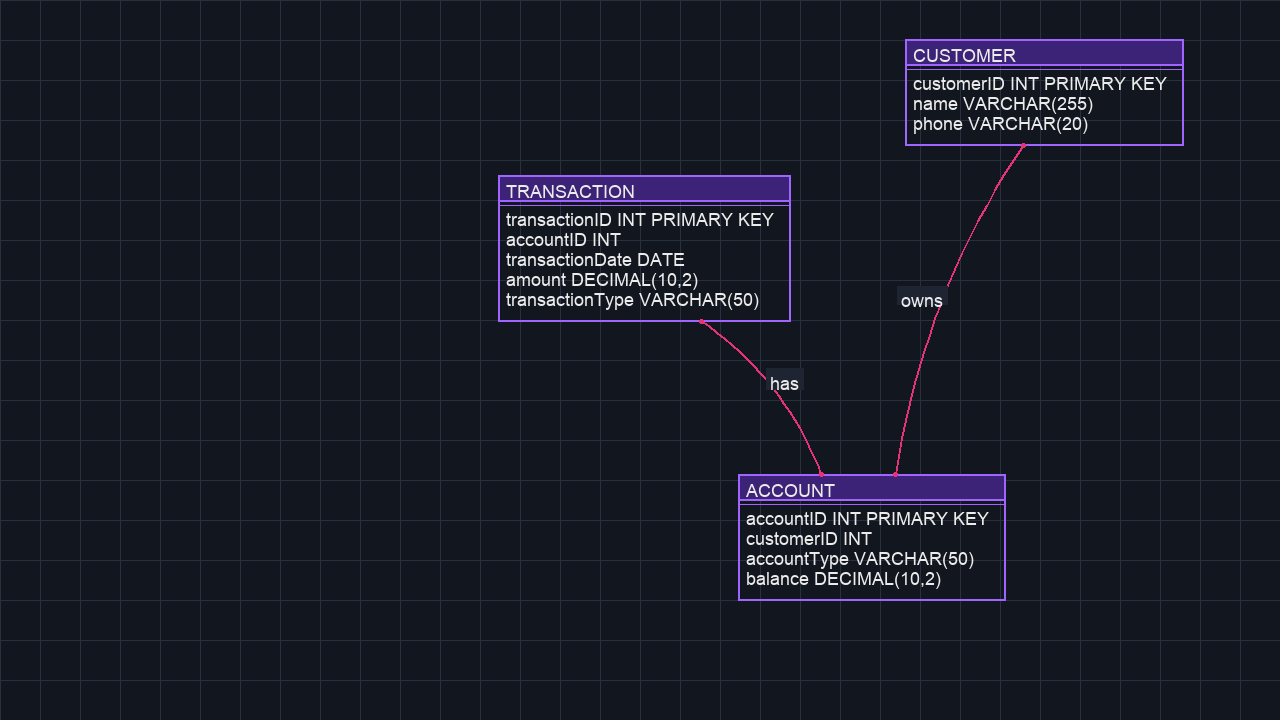 CUSTOMER
customerID INT PRIMARY KEY
name VARCHAR(255)
phone VARCHAR(20)
TRANSACTION
transactionID INT PRIMARY KEY
accountID INT
transactionDate DATE
amount DECIMAL(10,2)
transactionType VARCHAR(50)
owns
has
ACCOUNT
accountID INT PRIMARY KEY
customerID INT
accountType VARCHAR(50)
balance DECIMAL(10,2)